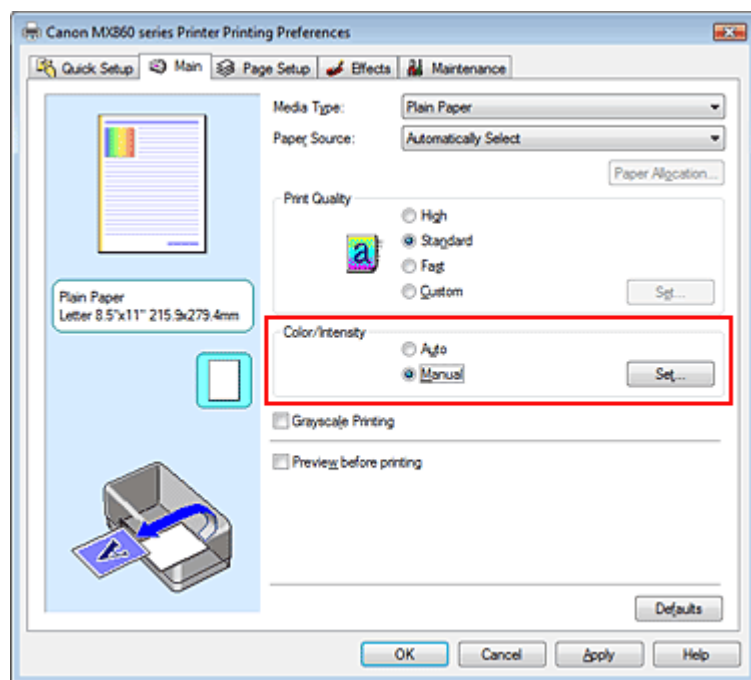 Canon MX860 series Printer Printing Preferences
Quick Setup Main Page Setup Effects Maintenance
Media Type: Plain Paper
Paper Source: Automatically Select
Paper Allocation...
Print Quality
High
a Standard
Fast
Custom Set...
Plain Paper
Letter 8.5"x11" 215.9x279.4mm
Color/Intensity
Auto
Manual Set...
Grayscale Printing
Preview before printing
A
Defaults
OK Cancel Apply Help